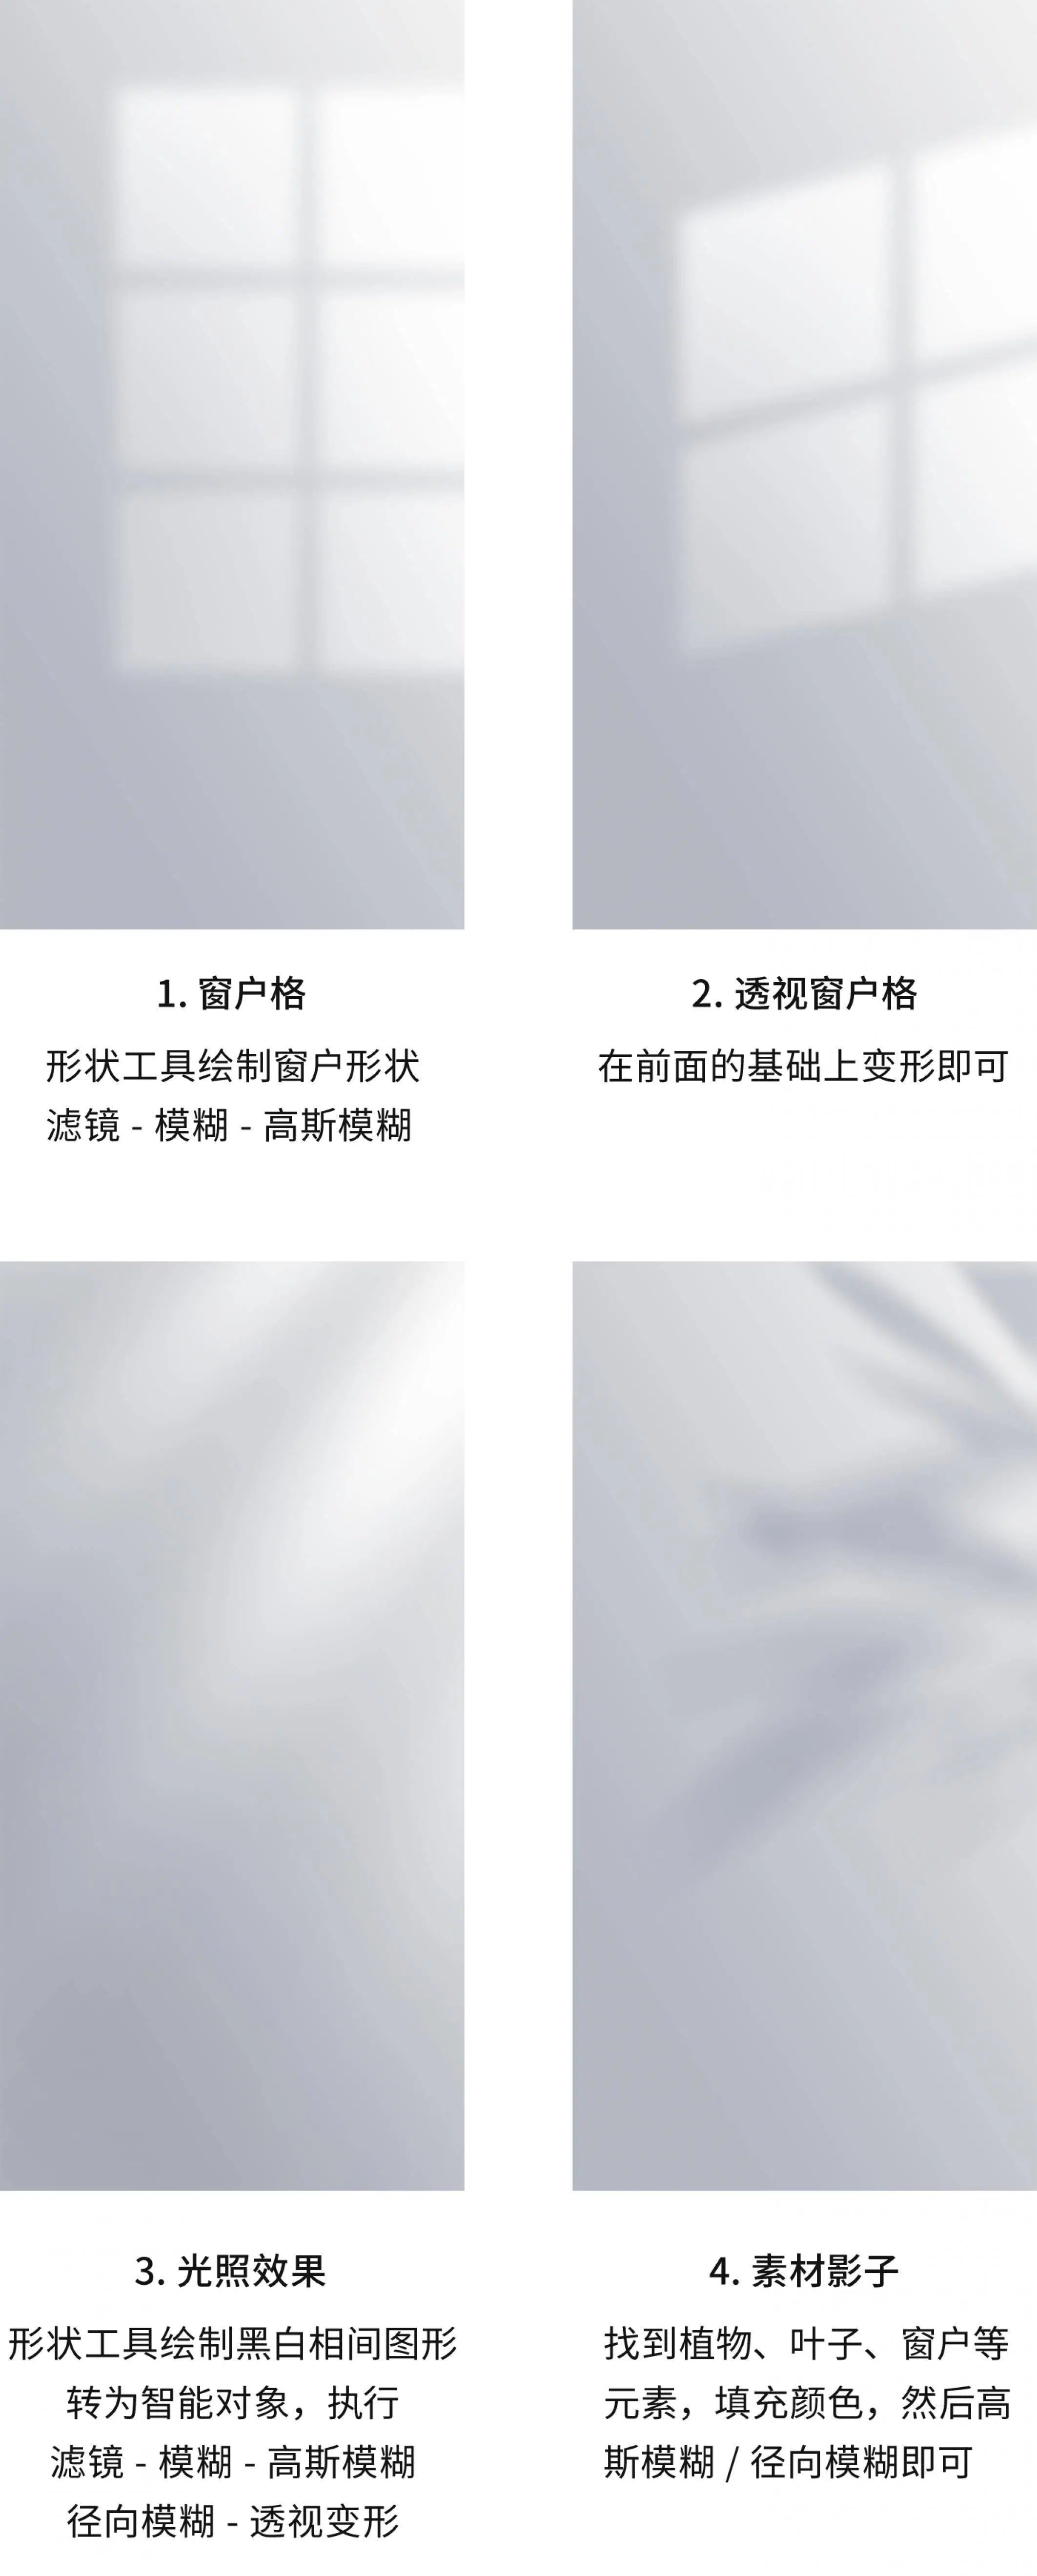 1. 窗户格
形状工具绘制窗户形状
滤镜 - 模糊 - 高斯模糊
2. 透视窗户格
在前面的基础上变形即可
3. 光照效果
形状工具绘制黑白相间图形
转为智能对象，执行
滤镜 - 模糊 - 高斯模糊
径向模糊 - 透视变形
4. 素材影子
找到植物、叶子、窗户等
元素，填充颜色，然后高
斯模糊 / 径向模糊即可